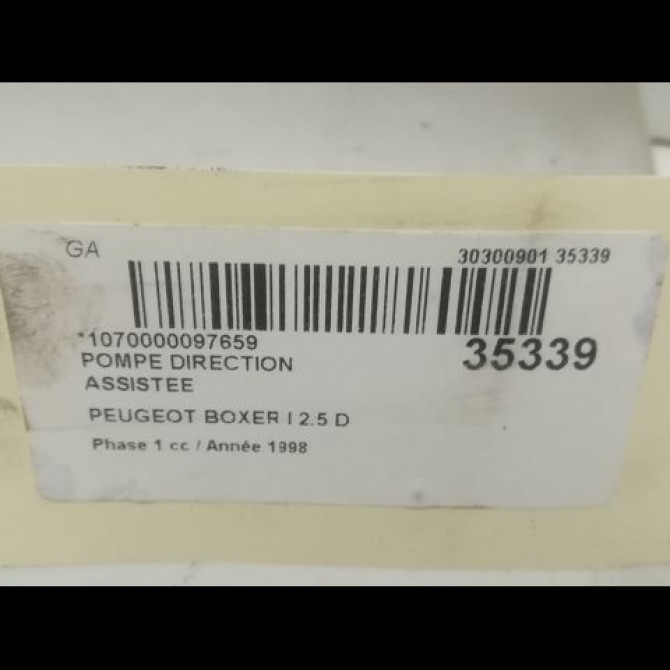 GA
30300901 35339
*1070000097659
35339
POMPE DIRECTION
ASSISTEE
PEUGEOT BOXER I 2.5 D
Phase 1 cc / Année 1998